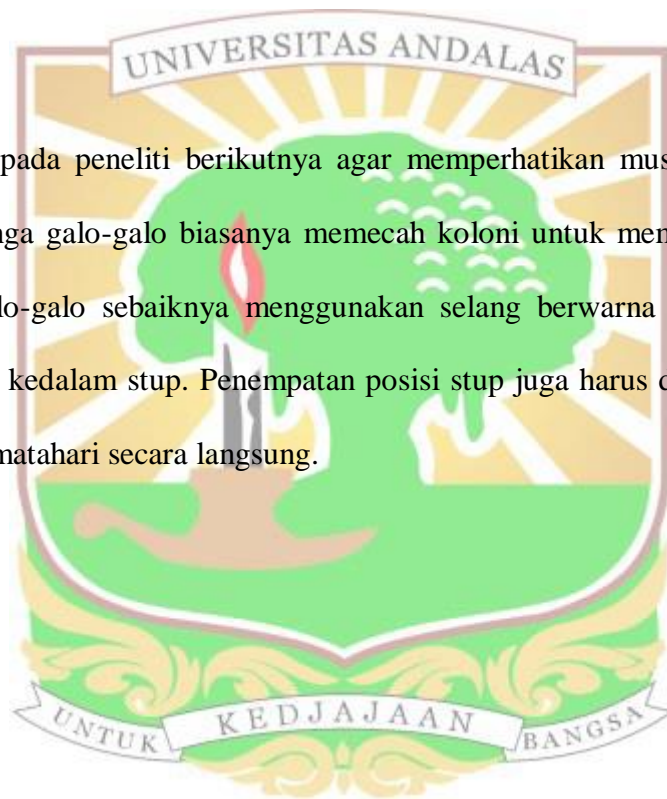 UNIVERSITAS ANDALAS
pada peneliti berikutnya agar memperhatikan mus
nga galo-galo biasanya memecah koloni untuk mem
lo-galo sebaiknya menggunakan selang berwarna
kedalam stup. Penempatan posisi stup juga harus d
matahari secara langsung.
UNTUK KEDJAJAAN BANGSA